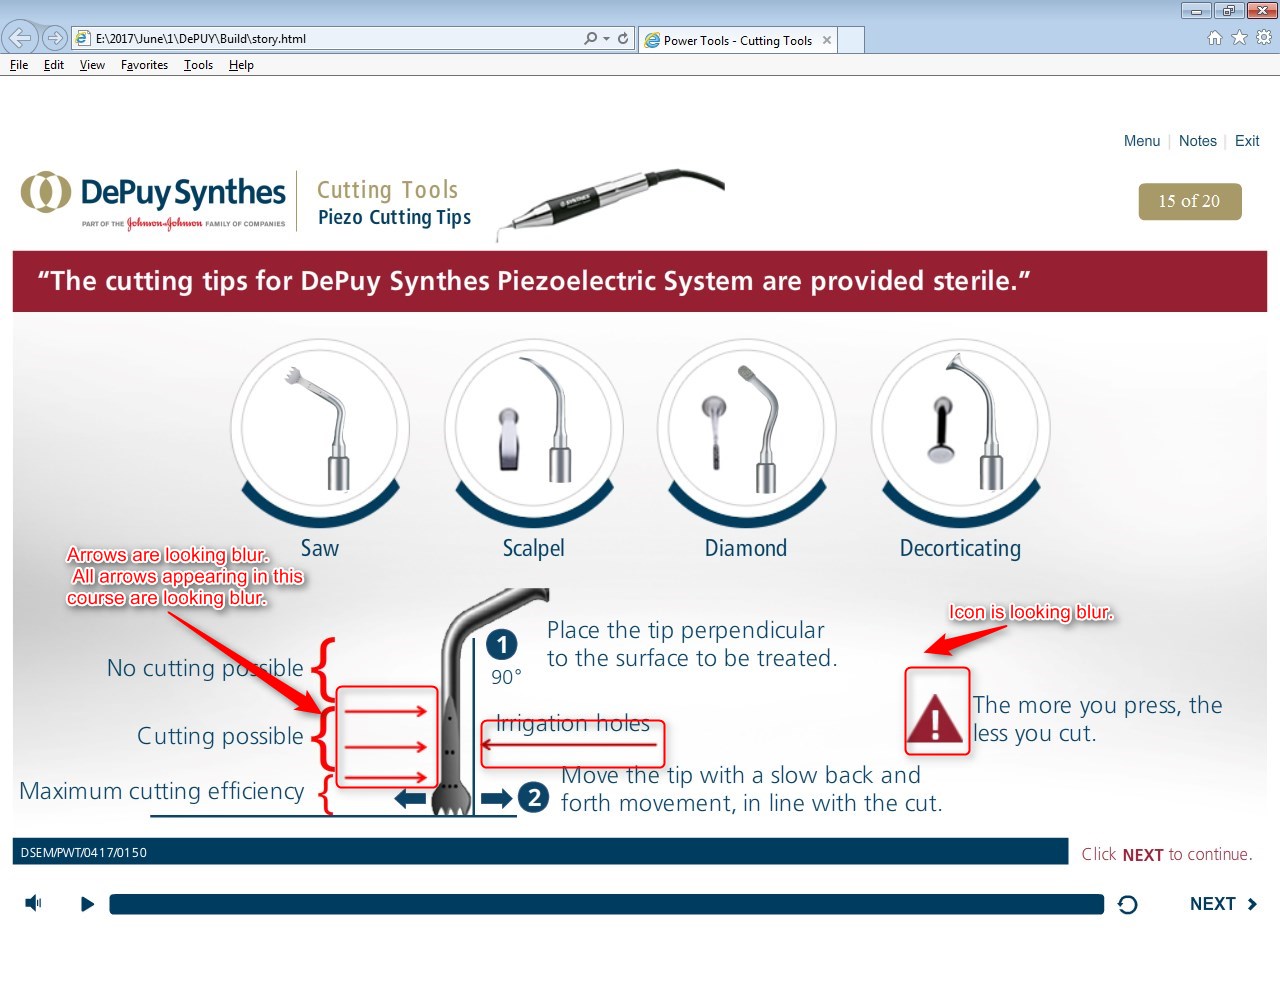 E:\2017\June\1\DePUY\Build\story.html
Power Tools - Cutting Tools
File Edit View Favorites Tools Help
Menu | Notes | Exit
DePuy Synthes
PART OF THE Johnson & Johnson FAMILY OF COMPANIES
Cutting Tools
Piezo Cutting Tips
SYNTHES
15 of 20
“The cutting tips for DePuy Synthes Piezoelectric System are provided sterile.”
Saw
Scalpel
Diamond
Decorticating
Arrows are looking blur.
All arrows appearing in this
course are looking blur.
Icon is looking blur.
No cutting possible
Cutting possible
Maximum cutting efficiency
1
90°
Place the tip perpendicular
to the surface to be treated.
Irrigation holes
2
Move the tip with a slow back and
forth movement, in line with the cut.
!
The more you press, the
less you cut.
DSEM/PWT/0417/0150
Click NEXT to continue.
NEXT